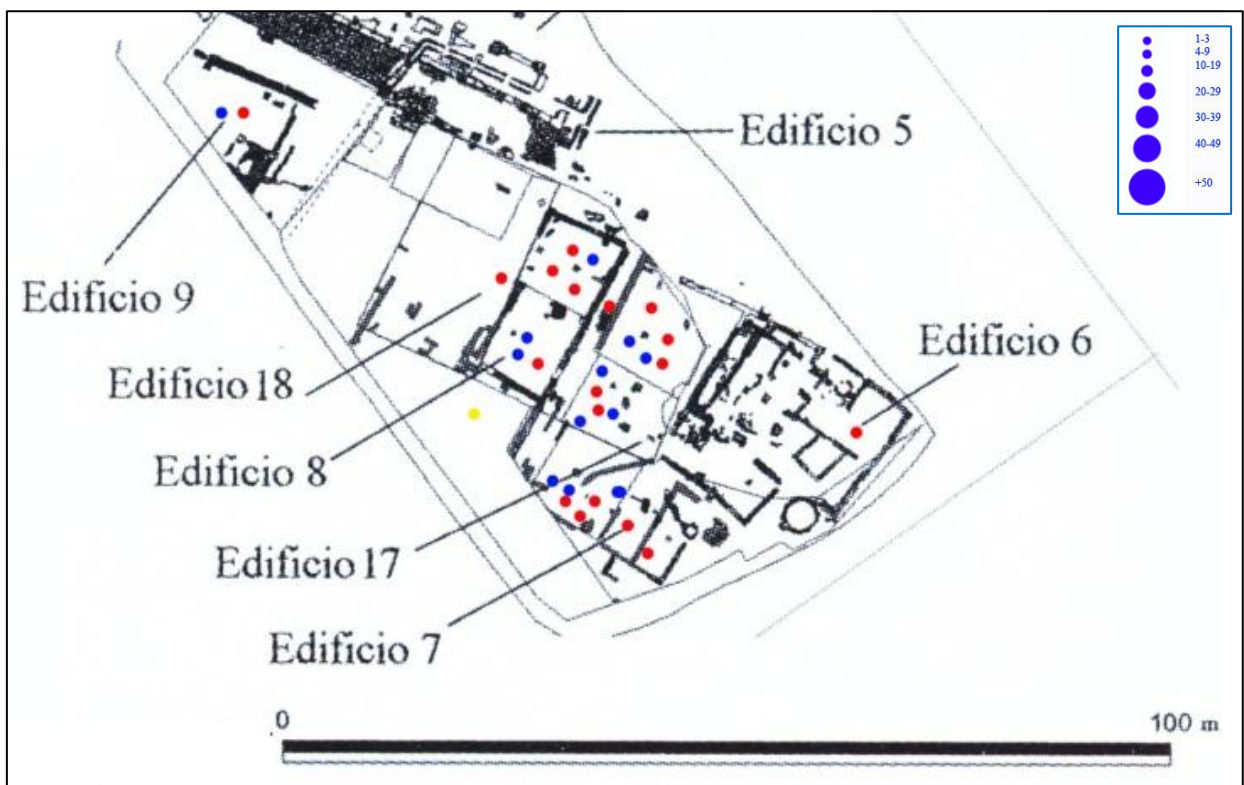 1-3
4-9
10-19
20-29
30-39
40-49
+50
Edificio 5
Edificio 9
Edificio 6
Edificio 18
Edificio 8
Edificio 17
Edificio 7
0
100 m